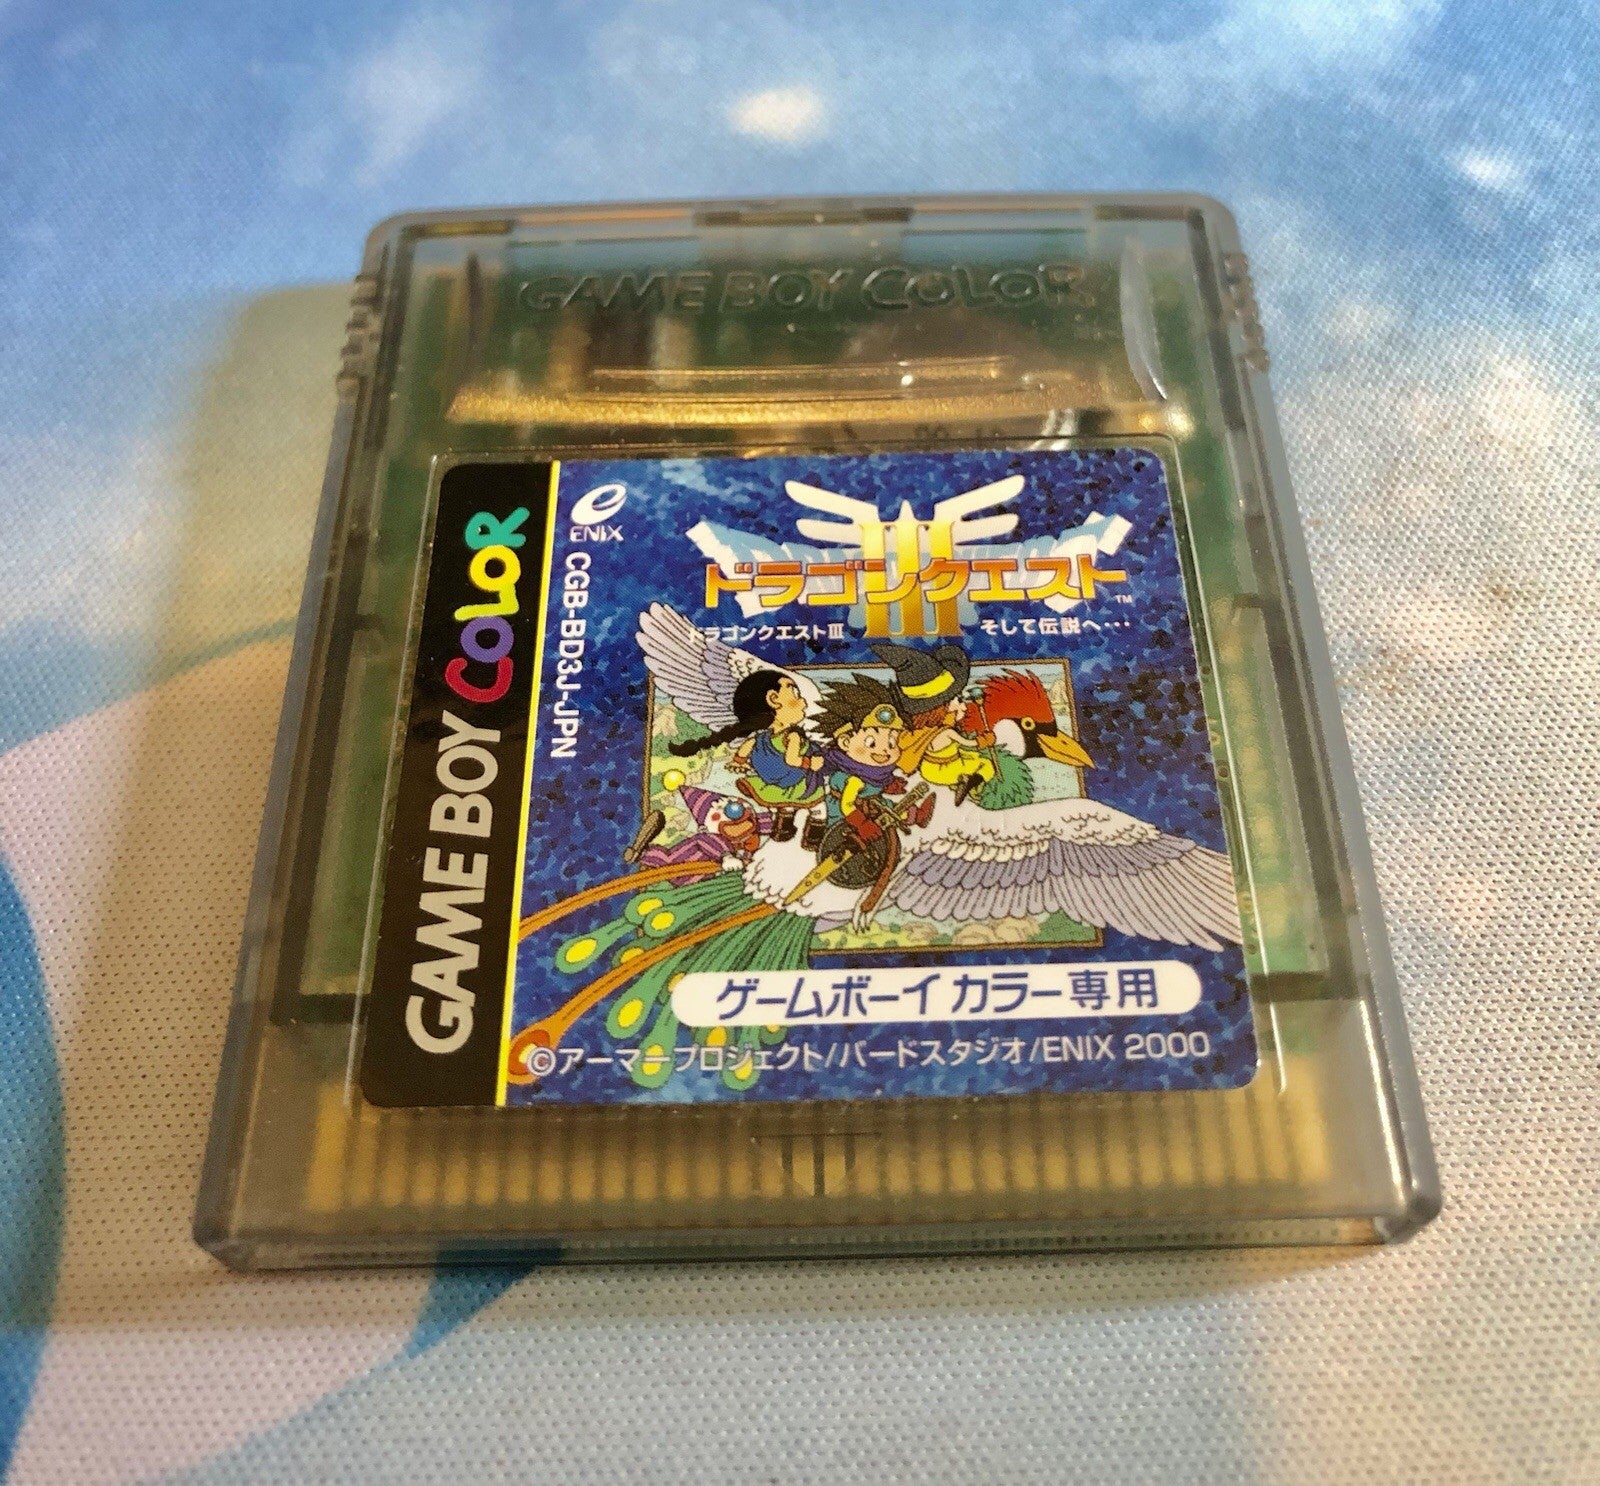 GAME BOY COLOR
GAME BOY COLOR
ENIX
CGB-BD3J-JPN
III
ドラゴンクエスト
TM
ドラゴンクエストIII そして伝説へ…
ゲームボーイカラー専用
©アーマープロジェクト/バードスタジオ/ENIX 2000